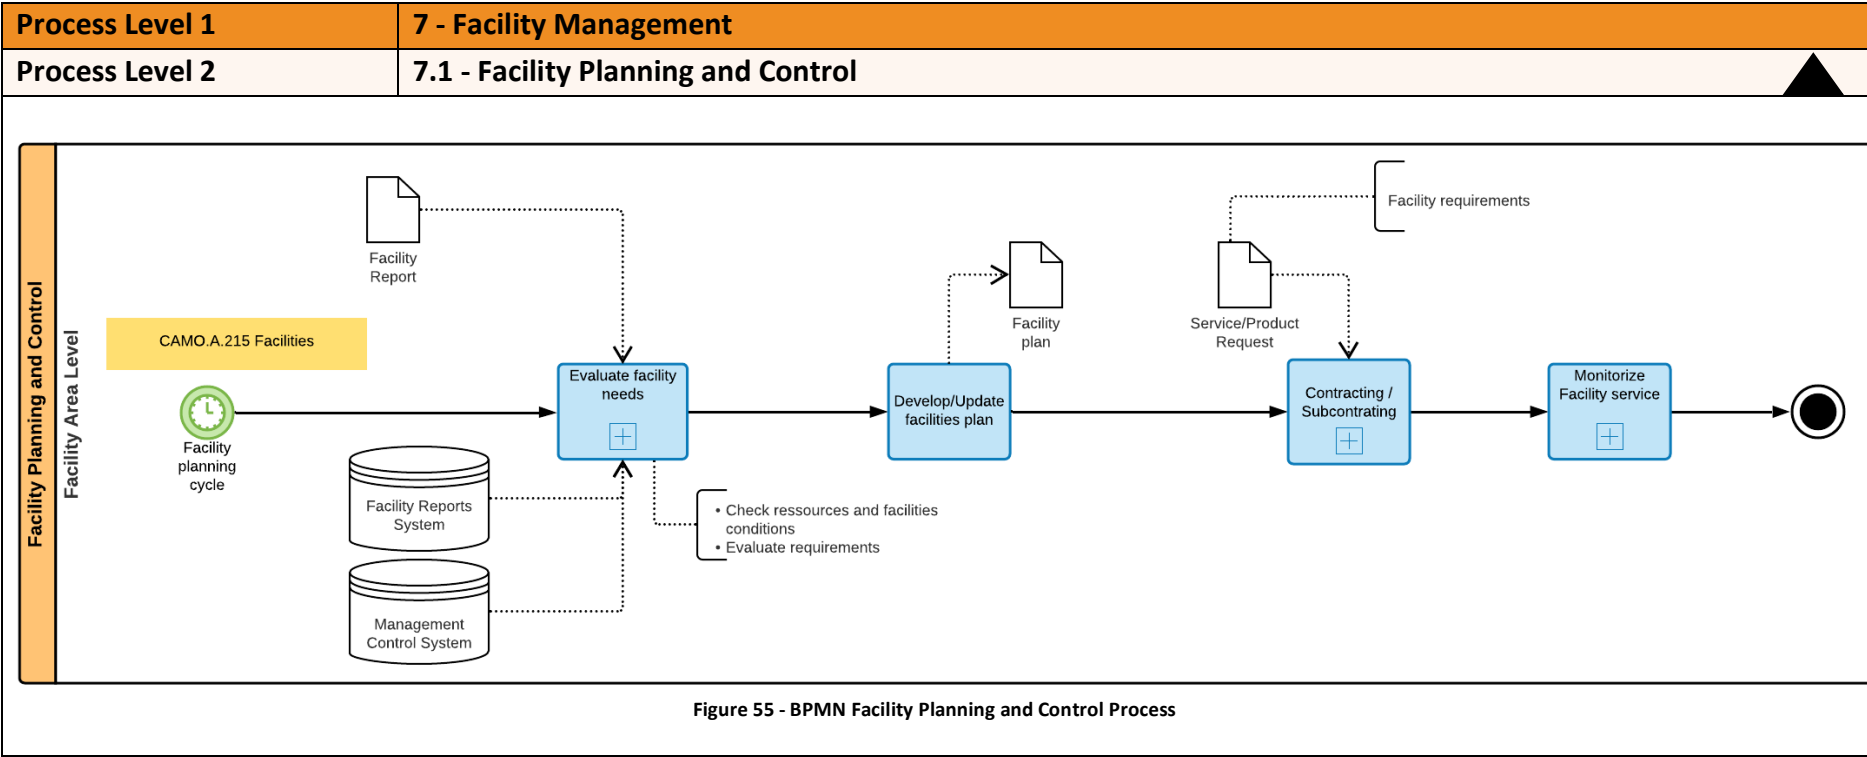 Process Level 1
7 - Facility Management
Process Level 2
7.1 - Facility Planning and Control
Facility Planning and Control
Facility Area Level
Facility
Report
Facility requirements
CAMO.A.215 Facilities
Facility
plan
Service/Product
Request
Facility
planning
cycle
Evaluate facility
needs
Develop/Update
facilities plan
Contracting /
Subcontrating
Monitorize
Facility service
Facility Reports
System
• Check ressources and facilities
conditions
• Evaluate requirements
Management
Control System
Figure 55 - BPMN Facility Planning and Control Process